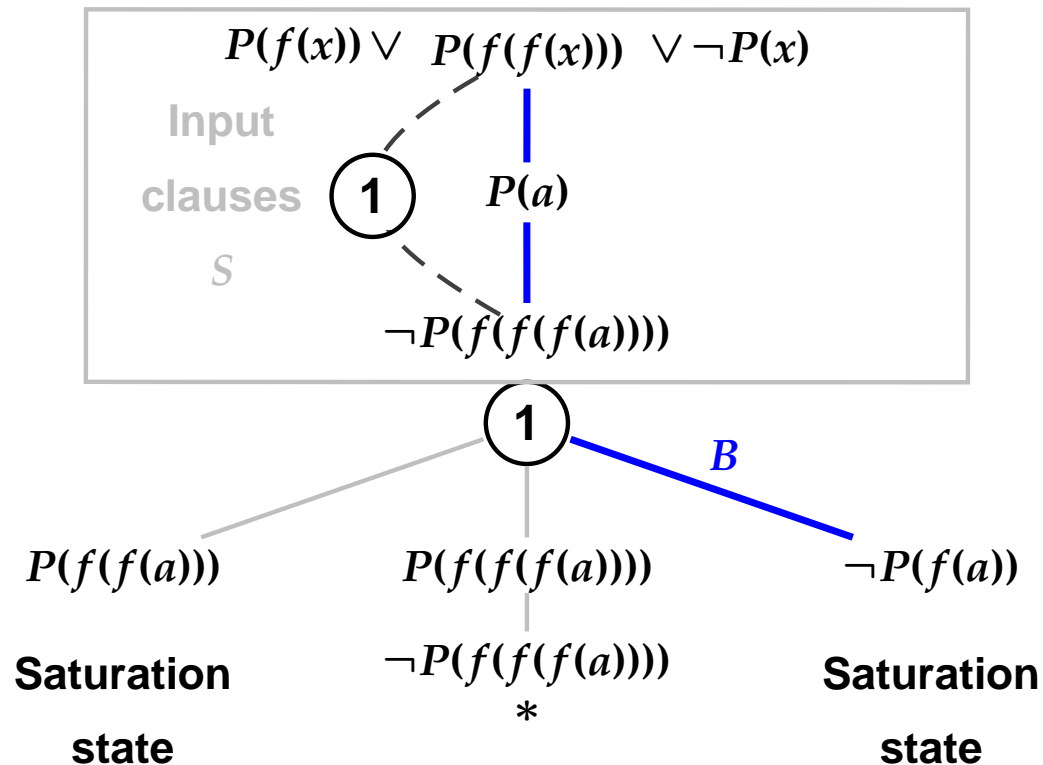 P(f(x)) ∨ P(f(f(x))) ∨ ¬P(x)
Input
clauses
S
1
P(a)
¬P(f(f(f(a))))
1
B
P(f(f(a))) P(f(f(f(a)))) ¬P(f(a))
¬P(f(f(f(a))))
*
Saturation
state
Saturation
state